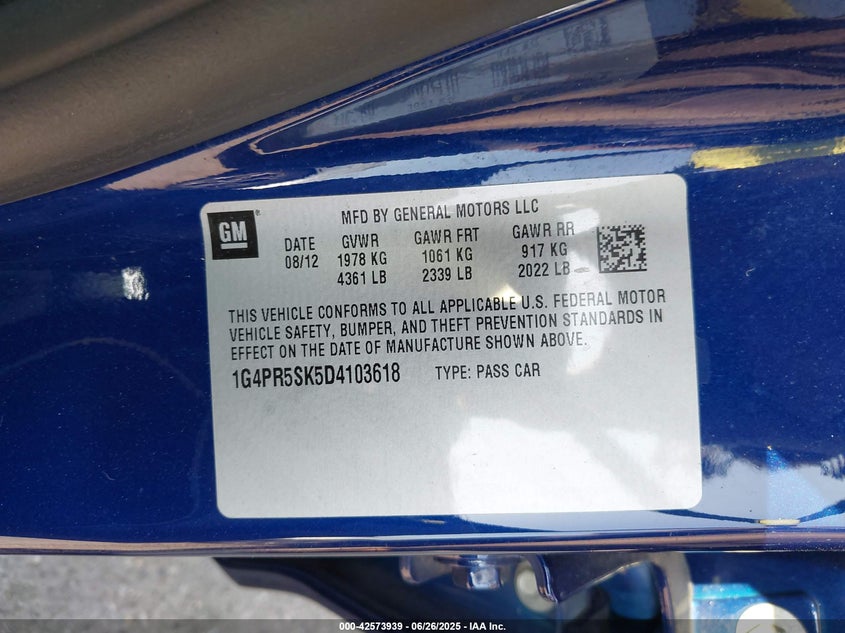 GM
MFD BY GENERAL MOTORS LLC
DATE GVWR GAWR FRT GAWR RR
08/12 1978 KG 1061 KG 917 KG
4361 LB 2339 LB 2022 LB
THIS VEHICLE CONFORMS TO ALL APPLICABLE U.S. FEDERAL MOTOR
VEHICLE SAFETY, BUMPER, AND THEFT PREVENTION STANDARDS IN
EFFECT ON THE DATE OF MANUFACTURE SHOWN ABOVE.
1G4PR5SK5D4103618 TYPE: PASS CAR
000-42573939 - 06/26/2025 - IAA Inc.